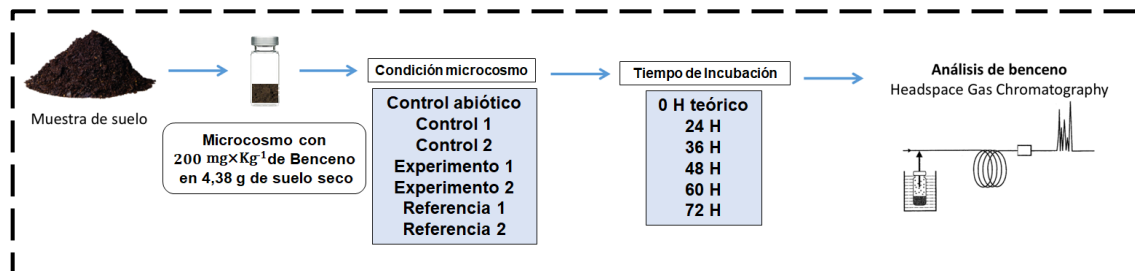 Muestra de suelo
Microcosmo con
200 mg×Kg⁻¹ de Benceno
en 4,38 g de suelo seco
Condición microcosmo
Control abiótico
Control 1
Control 2
Experimento 1
Experimento 2
Referencia 1
Referencia 2
Tiempo de Incubación
0 H teórico
24 H
36 H
48 H
60 H
72 H
Análisis de benceno
Headspace Gas Chromatography